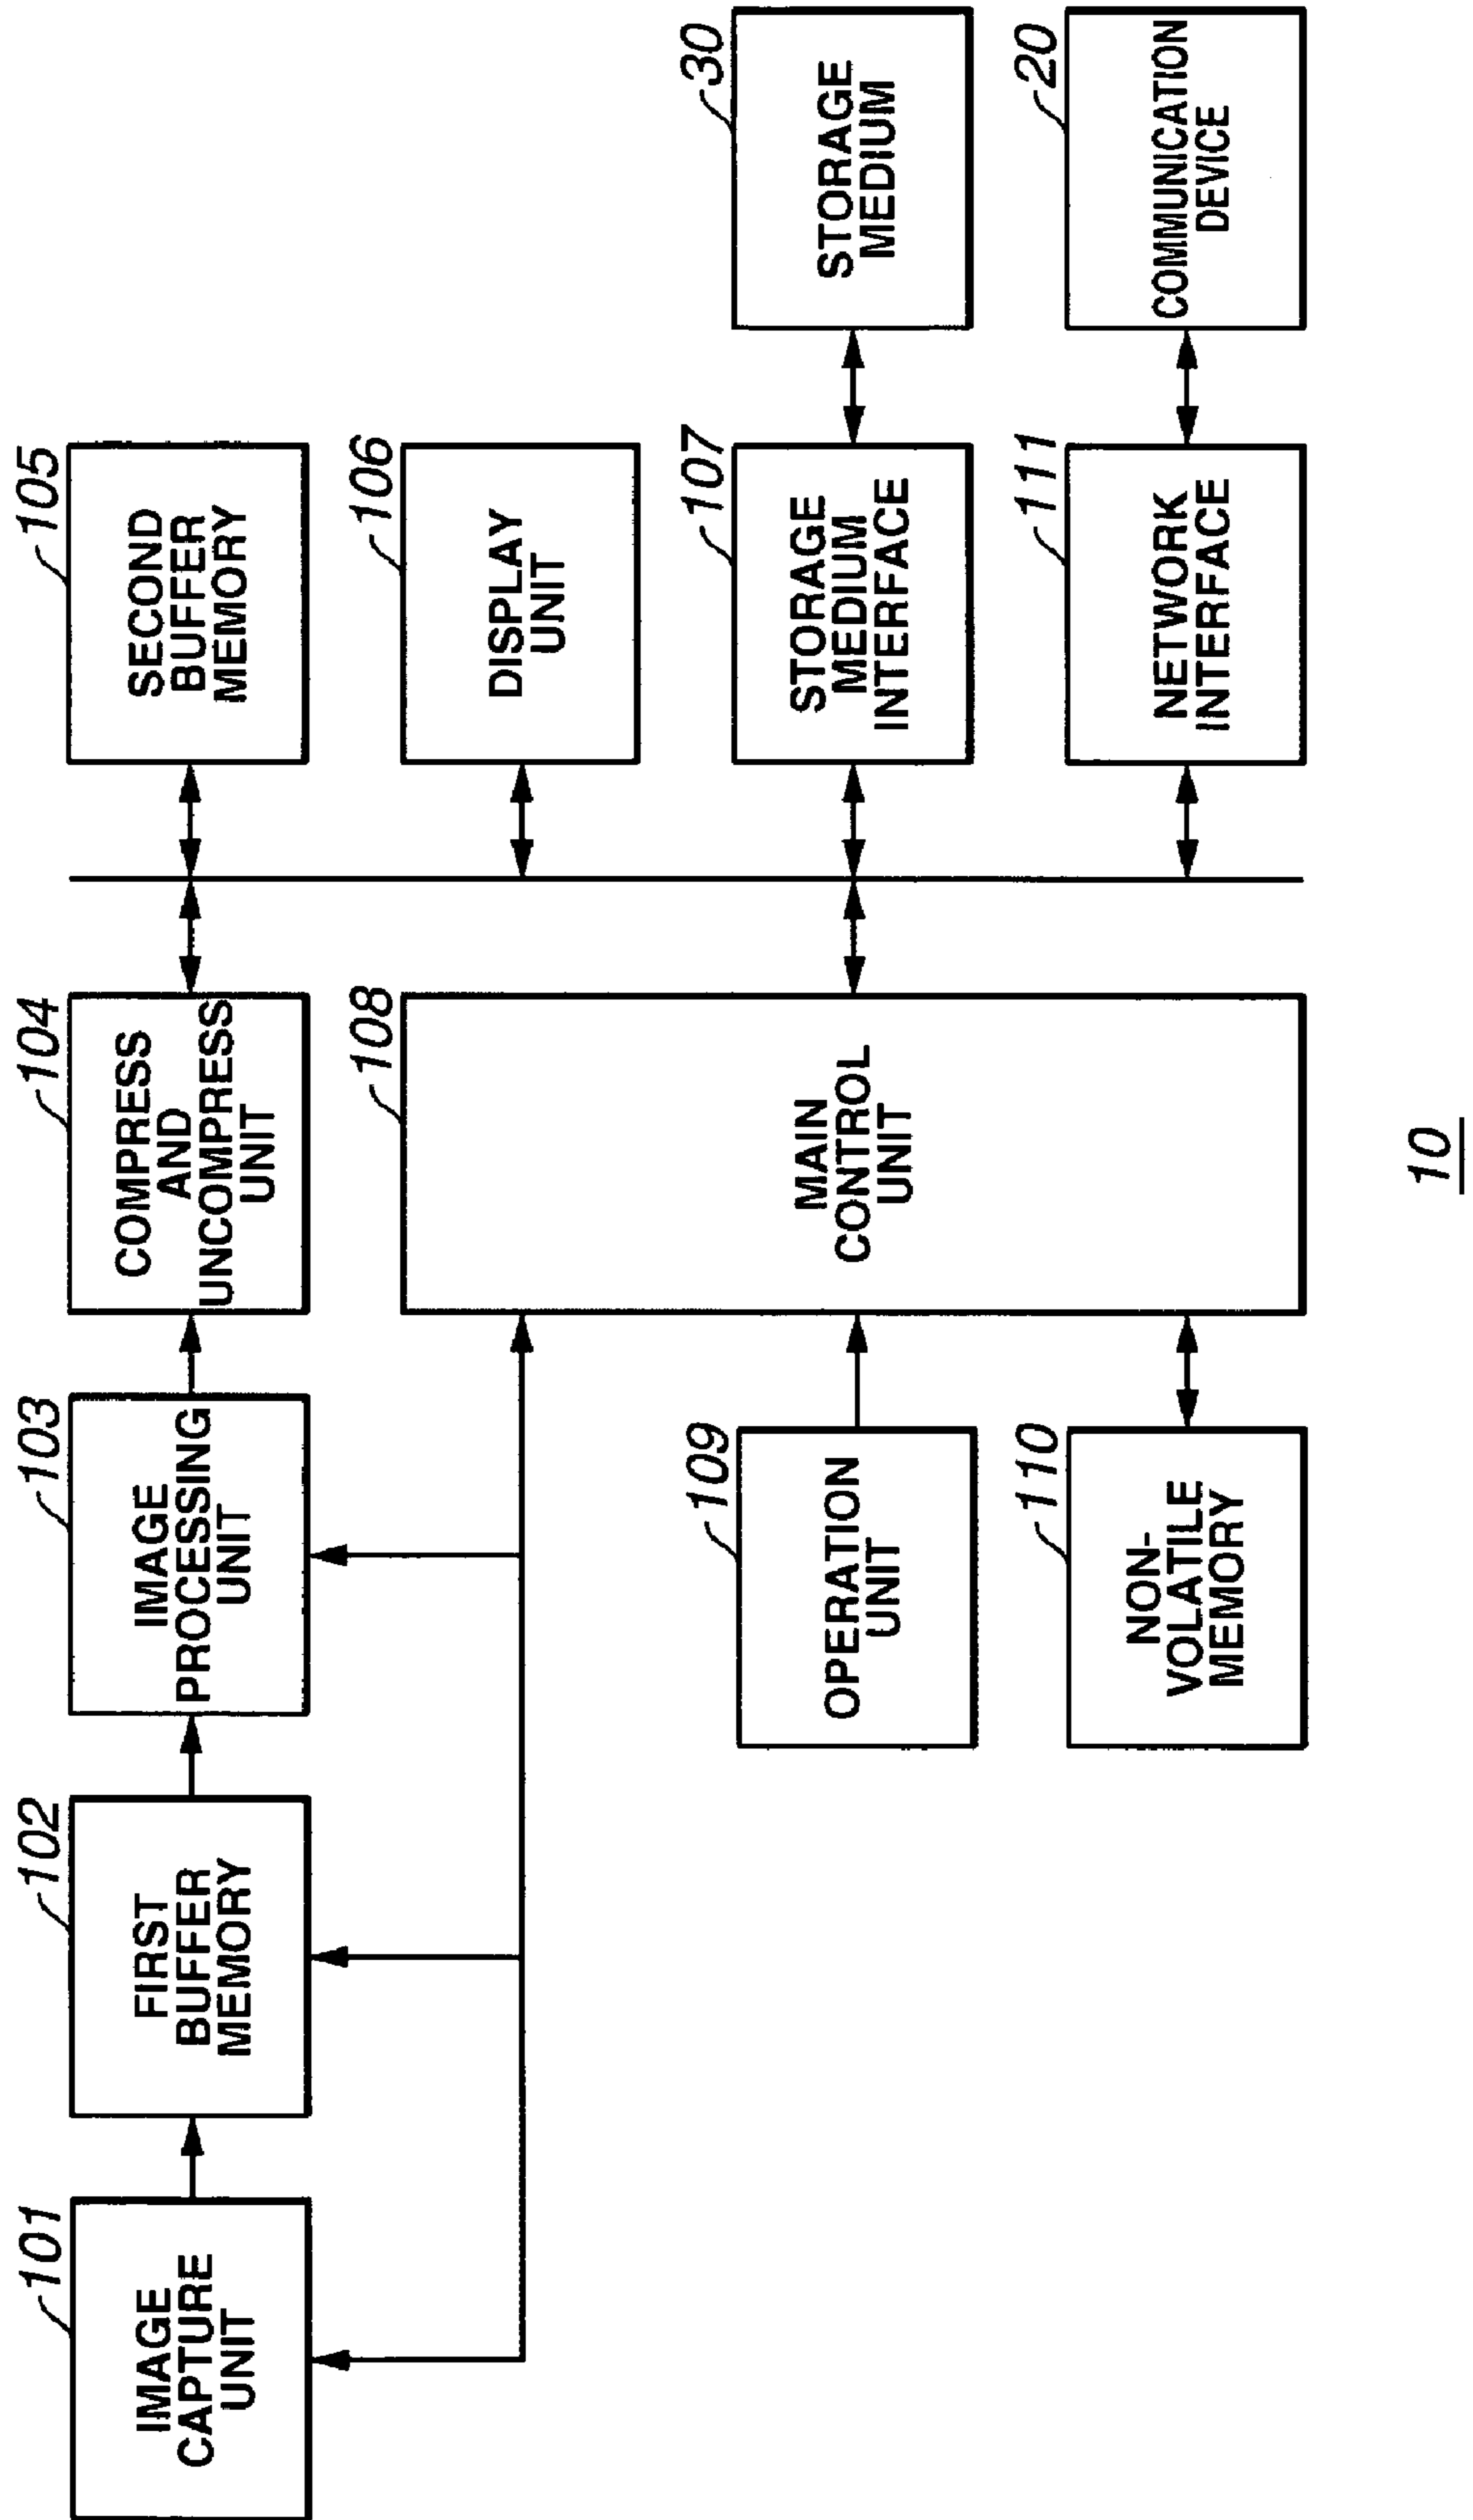 101
IMAGE
CAPTURE
UNIT
102
FIRST
BUFFER
MEMORY
103
IMAGE
PROCESSING
UNIT
104
COMPRESS
AND
UNCOMPRESS
UNIT
105
SECOND
BUFFER
MEMORY
106
DISPLAY
UNIT
108
MAIN
CONTROL
UNIT
109
OPERATION
UNIT
107
STORAGE
MEDIUM
INTERFACE
30
STORAGE
MEDIUM
110
NON-
VOLATILE
MEMORY
111
NETWORK
INTERFACE
20
COMMUNICATION
DEVICE
10